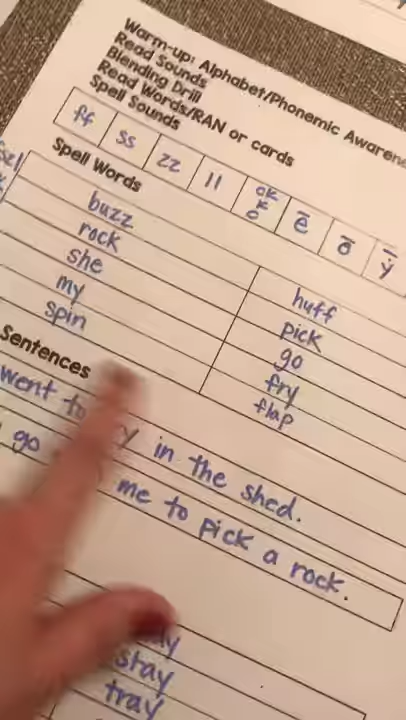 Warm-up: Alphabet/Phonemic
Read Sounds
Blending Drill
Read Words/RAN or cards
Spell Sounds
ff ss zz ll ck k c ē ō ȳ
Spell Words
buzz huff
rock pick
she go
my fry
spin flap
Sentences
went to in the shed.
go me to pick a rock.
stay
tray